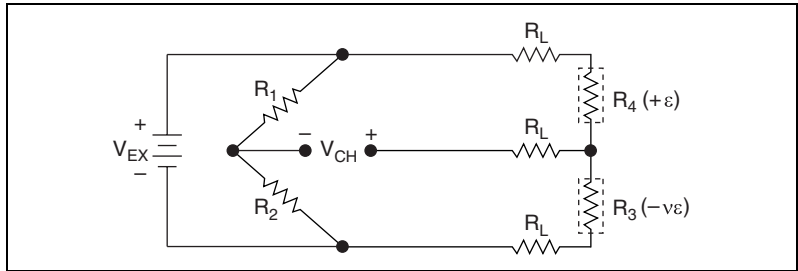 R_L
R_1
R_4 (+ε)
+
V_EX
−
− V_CH +
R_L
R_2
R_3 (−νε)
R_L